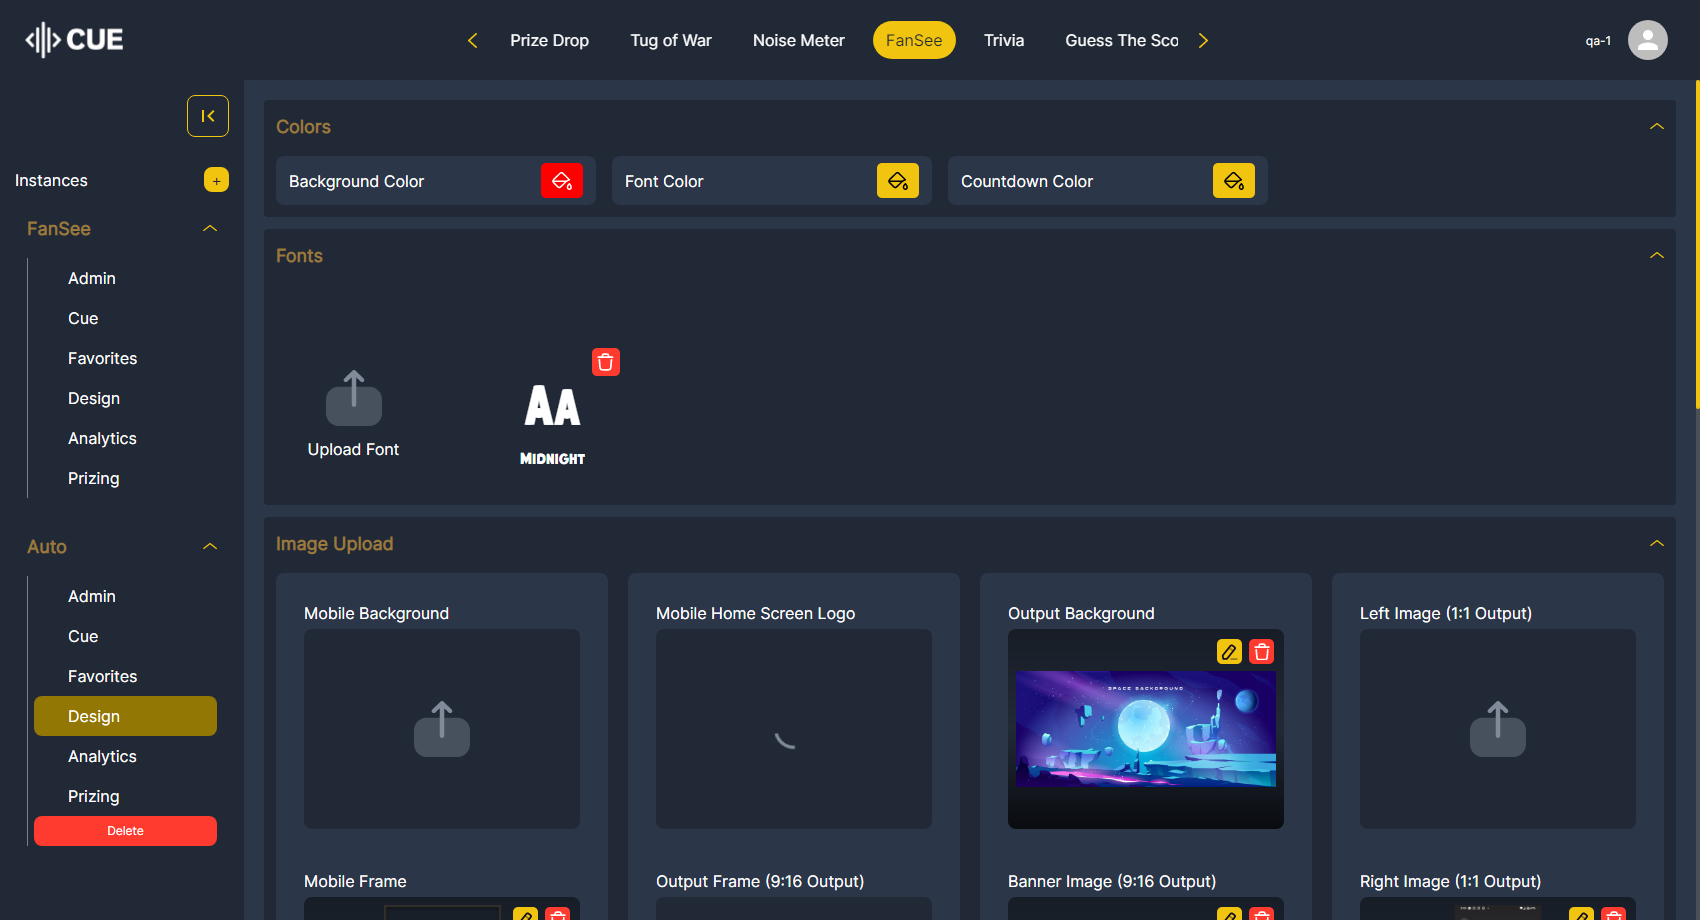 CUE
Prize Drop
Tug of War
Noise Meter
FanSee
Trivia
Guess The Sco
qa-1
Instances
+
FanSee
Admin
Cue
Favorites
Design
Analytics
Prizing
Auto
Admin
Cue
Favorites
Design
Analytics
Prizing
Delete
Colors
Background Color
Font Color
Countdown Color
Fonts
Upload Font
AA
MIDNIGHT
Image Upload
Mobile Background
Mobile Home Screen Logo
Output Background
SPACE BACKGROUND
Left Image (1:1 Output)
Mobile Frame
Output Frame (9:16 Output)
Banner Image (9:16 Output)
Right Image (1:1 Output)